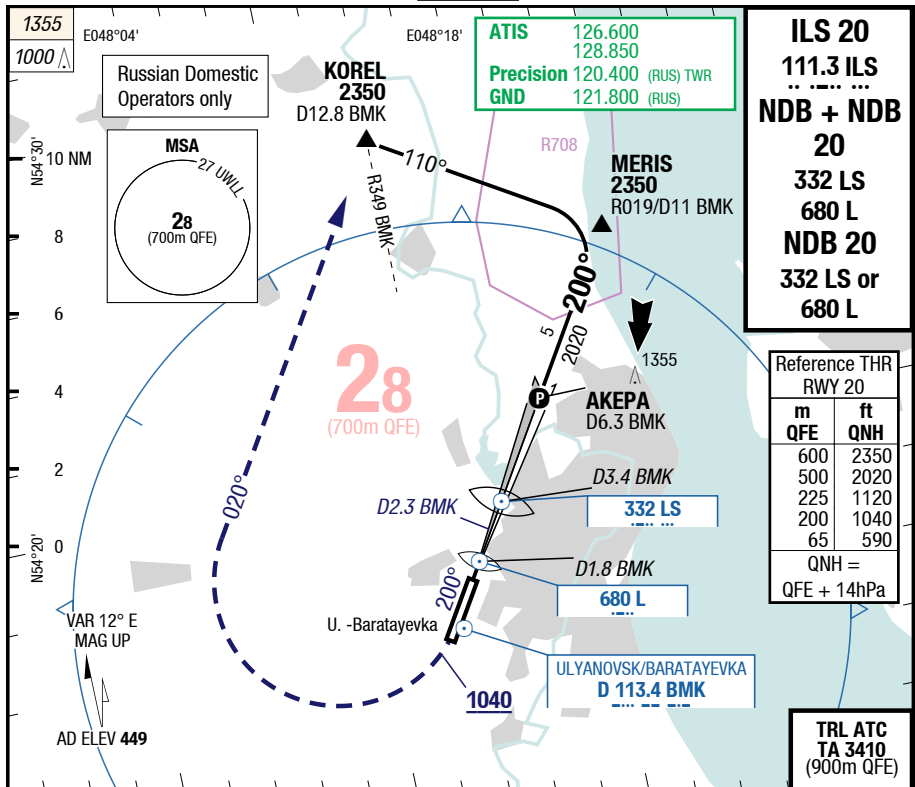 1355
1000
E048°04'
E048°18'
ATIS 126.600
128.850
Precision 120.400 (RUS) TWR
GND 121.800 (RUS)
ILS 20
111.3 ILS
NDB + NDB
20
332 LS
680 L
NDB 20
332 LS or
680 L
Russian Domestic
Operators only
KOREL
2350
D12.8 BMK
N54°30'
10 NM
MSA
27 UWLL
28
(700m QFE)
110°
R349 BMK
R708
MERIS
2350
R019/D11 BMK
8
6
4
2
0
200°
5
2020
1355
28
(700m QFE)
P
1
AKEPA
D6.3 BMK
Reference THR
RWY 20
m ft
QFE QNH
600 2350
500 2020
225 1120
200 1040
65 590
QNH =
QFE + 14hPa
020°
D2.3 BMK
D3.4 BMK
332 LS
N54°20'
D1.8 BMK
680 L
200°
U. -Baratayevka
VAR 12° E
MAG UP
ULYANOVSK/BARATAYEVKA
D 113.4 BMK
1040
AD ELEV 449
TRL ATC
TA 3410
(900m QFE)